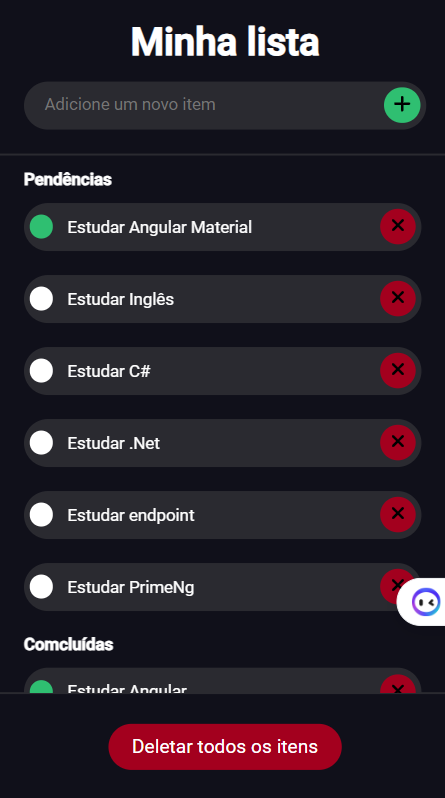 Minha lista
Adicione um novo item
Pendências
Estudar Angular Material
Estudar Inglês
Estudar C#
Estudar .Net
Estudar endpoint
Estudar PrimeNg
Comcluídas
Estudar Angular
Deletar todos os itens